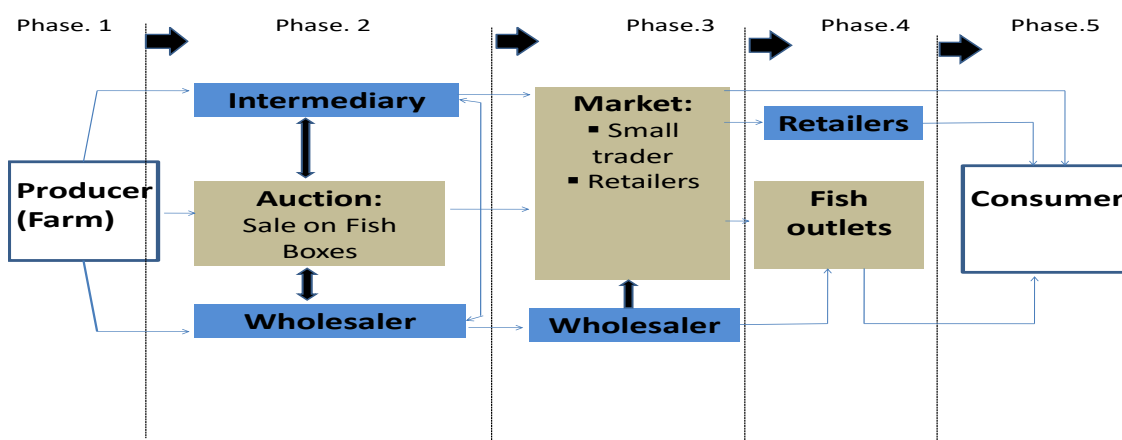 Phase. 1
Phase. 2
Phase.3
Phase.4
Phase.5
Intermediary
Market:
▪ Small
trader
▪ Retailers
Retailers
Producer
(Farm)
Auction:
Sale on Fish
Boxes
Fish
outlets
Consumer
Wholesaler
Wholesaler